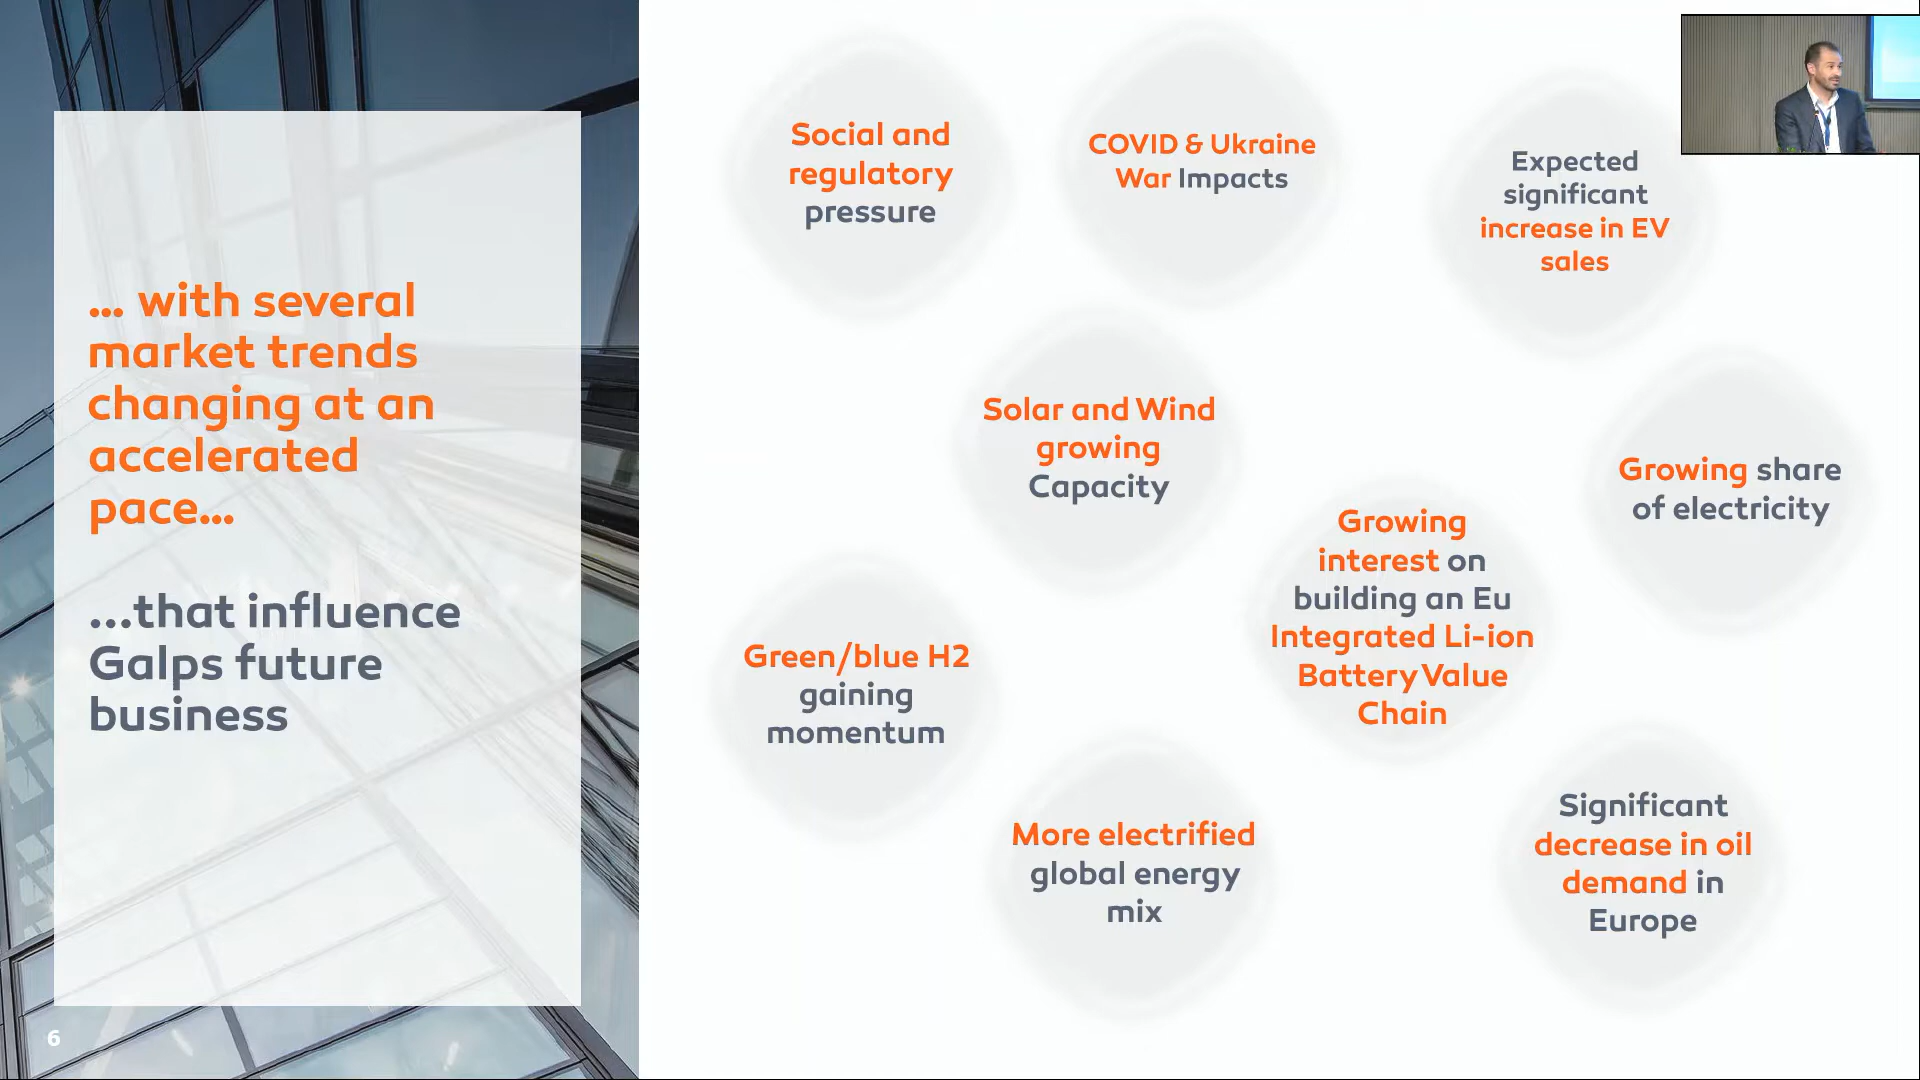 ... with several
market trends
changing at an
accelerated
pace...
...that influence
Galps future
business
6
Social and
regulatory
pressure
COVID & Ukraine
War Impacts
Expected
significant
increase in EV
sales
Solar and Wind
growing
Capacity
Growing share
of electricity
Growing
interest on
building an Eu
Integrated Li-ion
Battery Value
Chain
Green/blue H2
gaining
momentum
More electrified
global energy
mix
Significant
decrease in oil
demand in
Europe